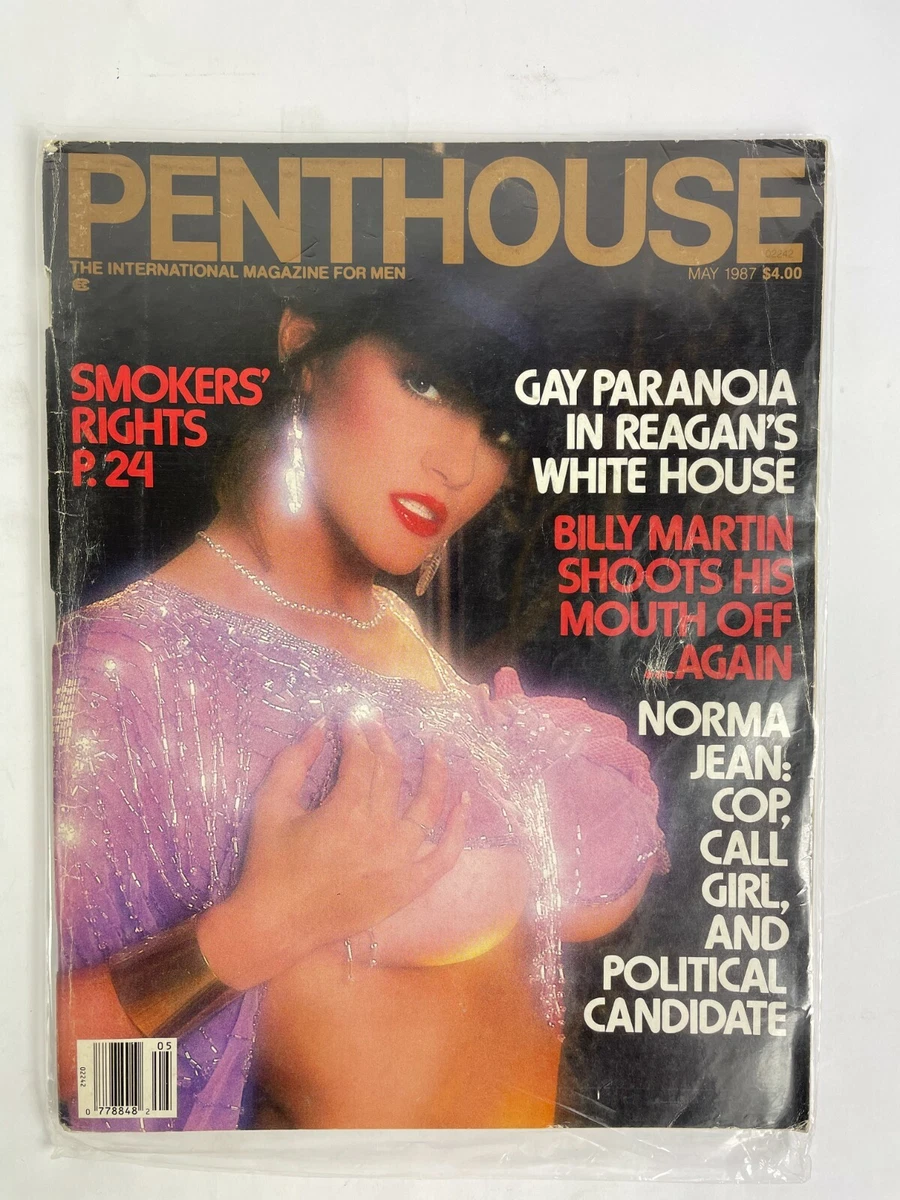 PENTHOUSE
02242
THE INTERNATIONAL MAGAZINE FOR MEN
MAY 1987 $4.00
SMOKERS'
RIGHTS
P. 24
GAY PARANOIA
IN REAGAN'S
WHITE HOUSE
BILLY MARTIN
SHOOTS HIS
MOUTH OFF
...AGAIN
NORMA
JEAN:
COP,
CALL
GIRL,
AND
POLITICAL
CANDIDATE
05
02242
0 778848 2